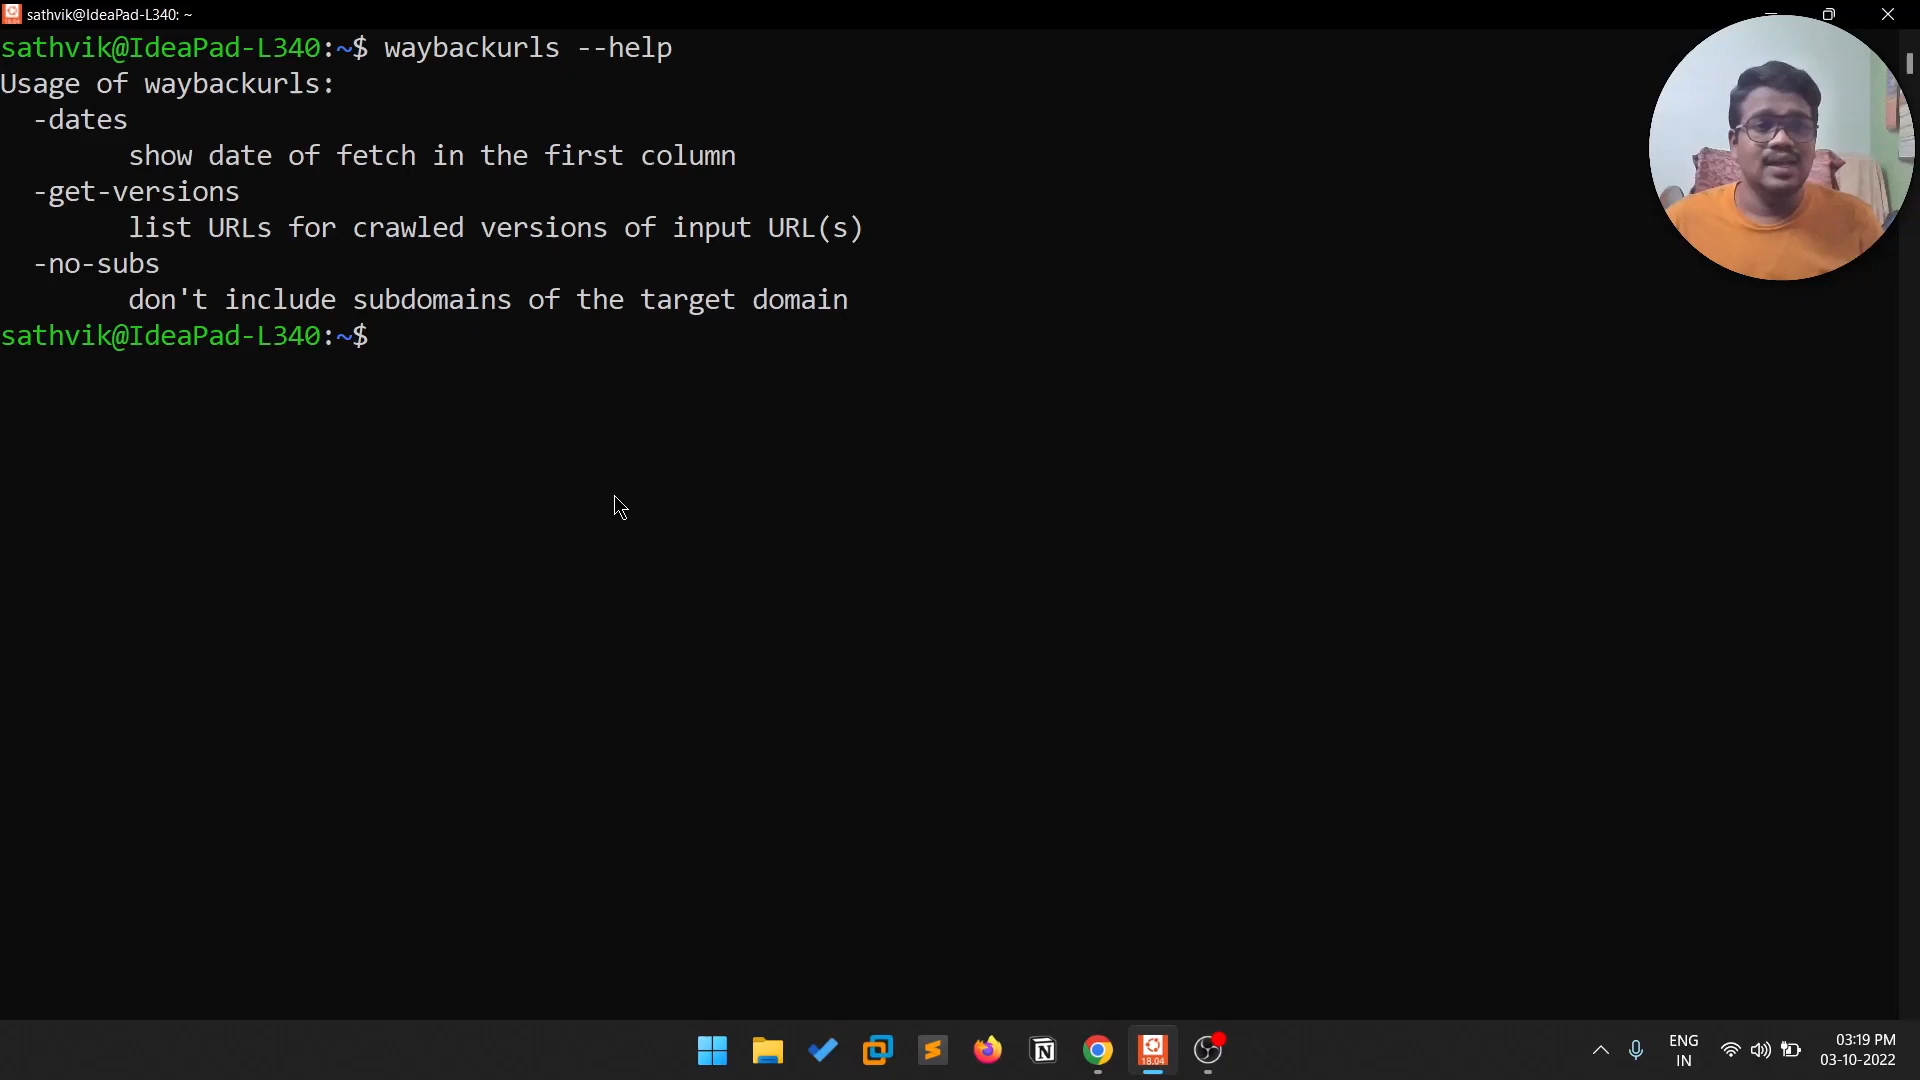 sathvik@IdeaPad-L340: ~
sathvik@IdeaPad-L340:~$ waybackurls --help
Usage of waybackurls:
  -dates
        show date of fetch in the first column
  -get-versions
        list URLs for crawled versions of input URL(s)
  -no-subs
        don't include subdomains of the target domain
sathvik@IdeaPad-L340:~$
18.04
ENG
IN
03:19 PM
03-10-2022